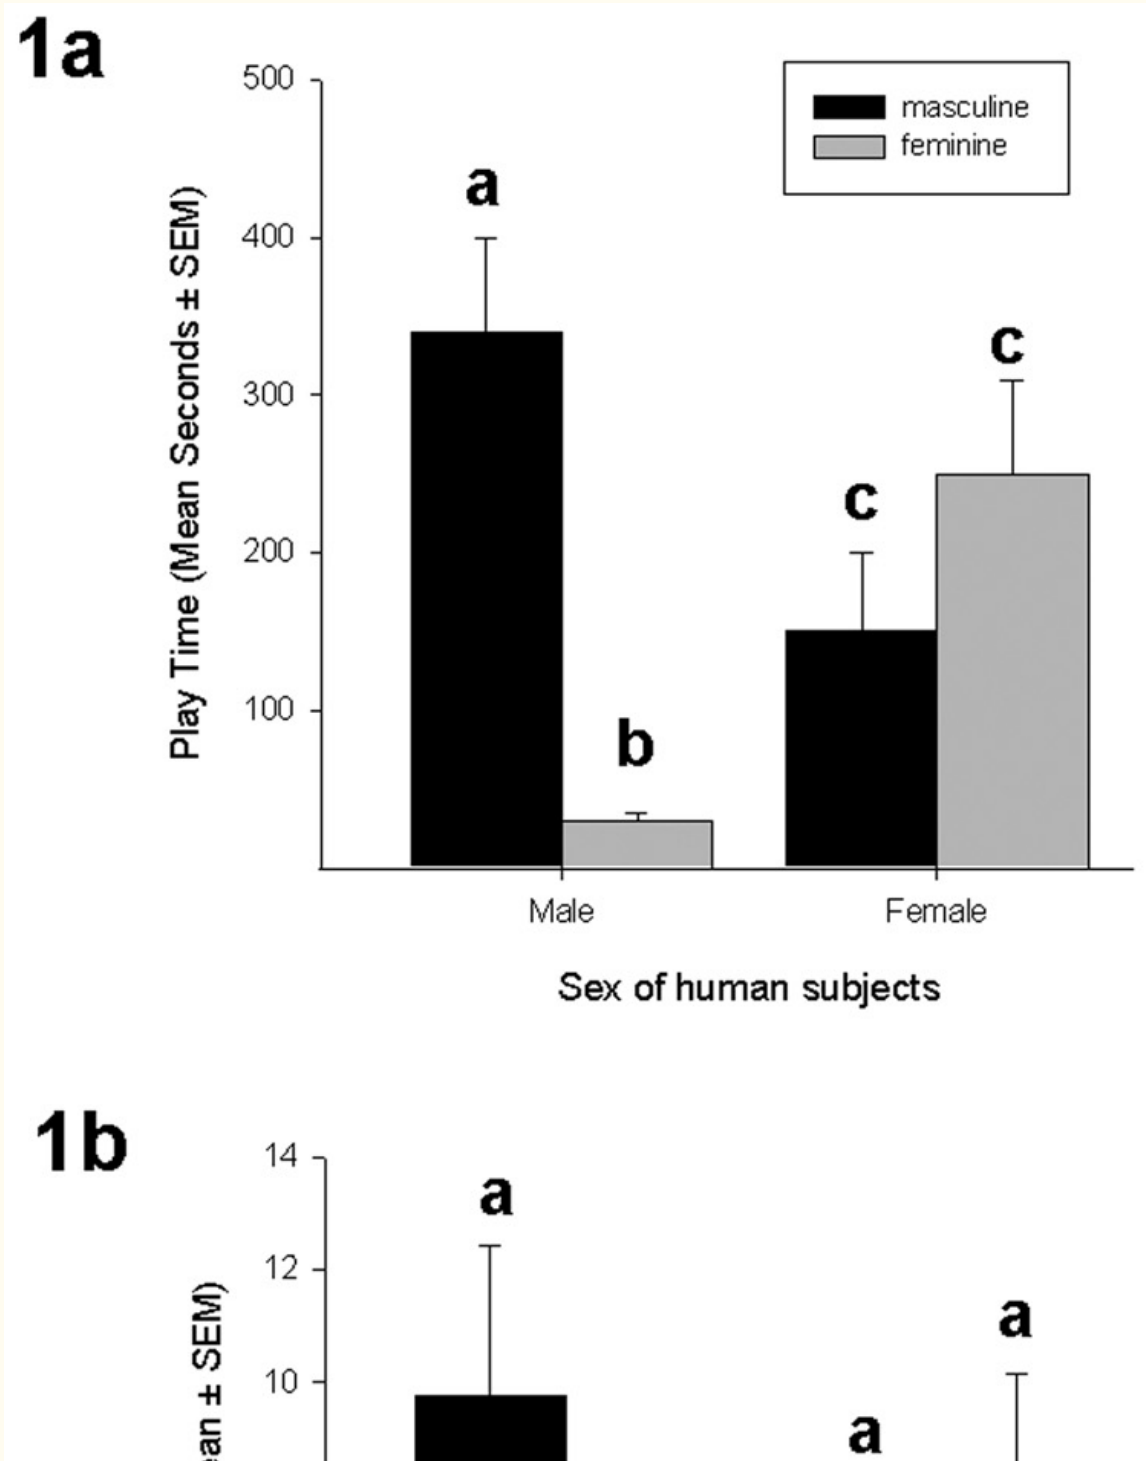 1a
500
masculine
feminine
a
400
c
300
c
200
100
b
Play Time (Mean Seconds ± SEM)
Male
Female
Sex of human subjects
1b
14
a
12
a
10
a
± SEM)